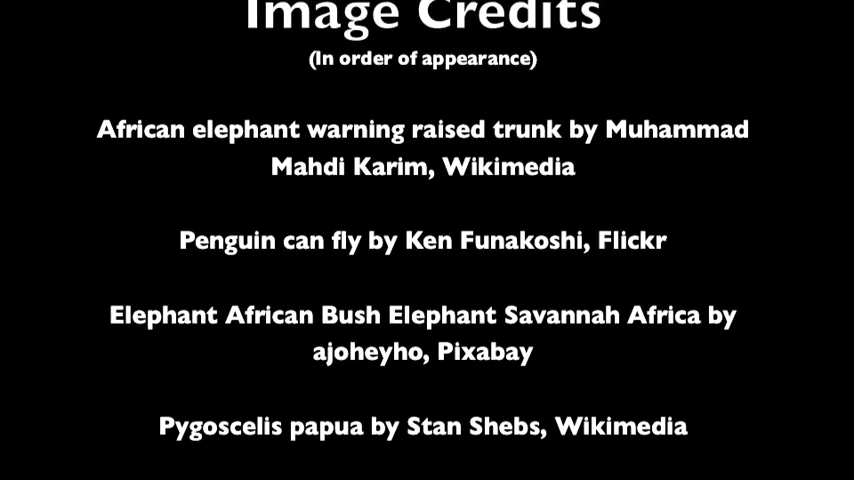 Image Credits
(In order of appearance)
African elephant warning raised trunk by Muhammad
Mahdi Karim, Wikimedia
Penguin can fly by Ken Funakoshi, Flickr
Elephant African Bush Elephant Savannah Africa by
ajoheyho, Pixabay
Pygoscelis papua by Stan Shebs, Wikimedia